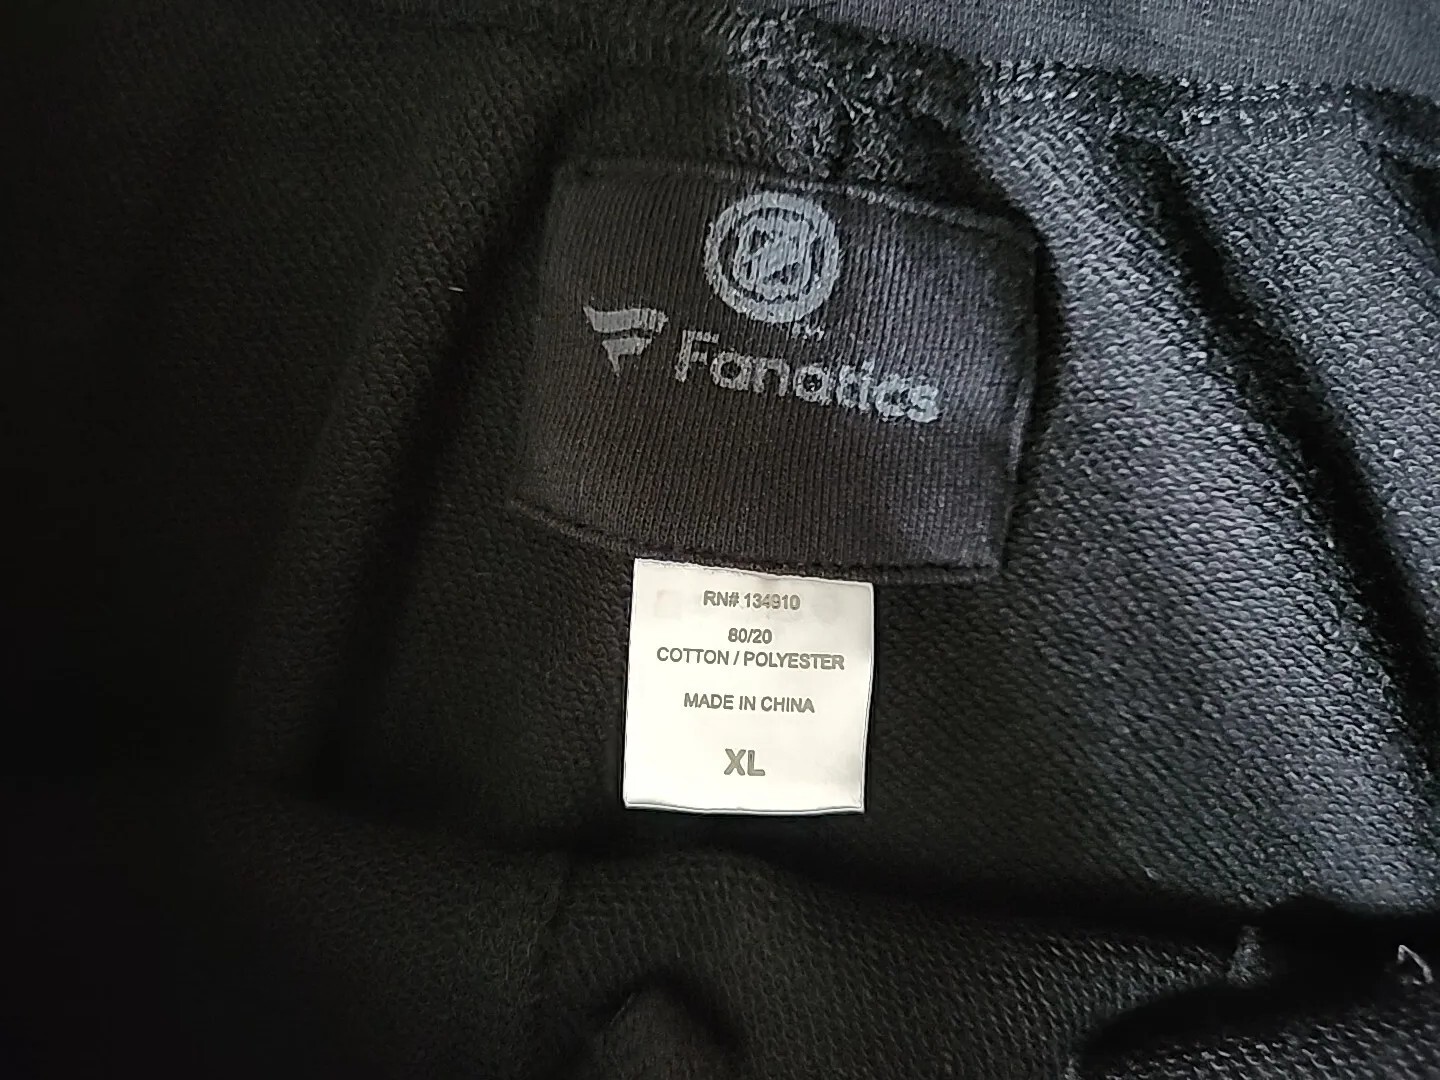 Fanatics
RN# 134910
80/20
COTTON / POLYESTER
MADE IN CHINA
XL